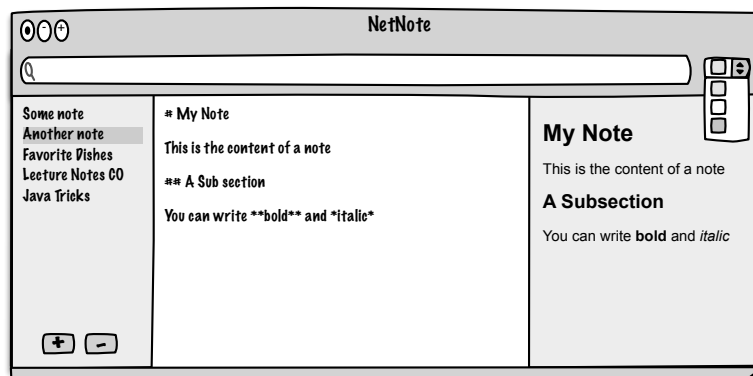 NetNote
Some note
Another note
Favorite Dishes
Lecture Notes CO
Java Tricks
# My Note
This is the content of a note
## A Sub section
You can write **bold** and *italic*
My Note
This is the content of a note
A Subsection
You can write bold and italic